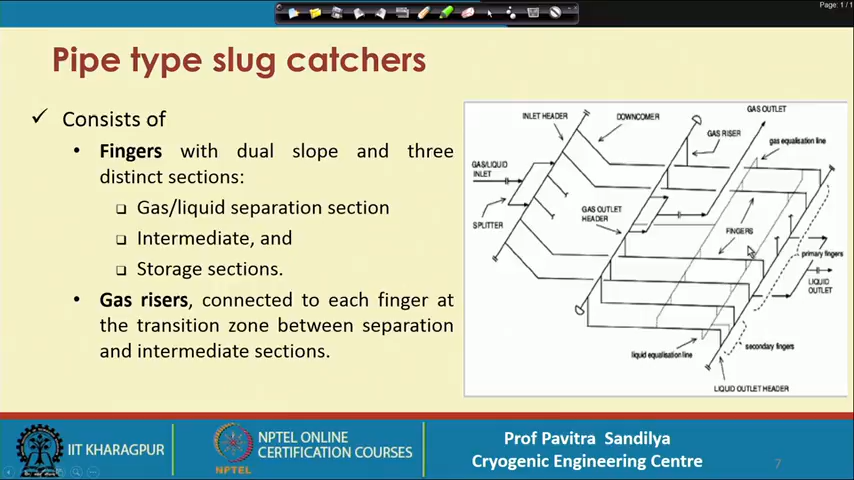 Page: 1 / 1
Pipe type slug catchers
✓ Consists of
• Fingers with dual slope and three
distinct sections:
❑ Gas/liquid separation section
❑ Intermediate, and
❑ Storage sections.
• Gas risers, connected to each finger at
the transition zone between separation
and intermediate sections.
INLET HEADER
DOWNCOMER
GAS OUTLET
GAS RISER
gas equalisation line
GAS/LIQUID
INLET
SPLITTER
GAS OUTLET
HEADER
FINGERS
primary fingers
LIQUID
OUTLET
secondary fingers
liquid equalisation line
LIQUID OUTLET HEADER
IIT KHARAGPUR
NPTEL
NPTEL ONLINE
CERTIFICATION COURSES
Prof Pavitra Sandilya
Cryogenic Engineering Centre
7